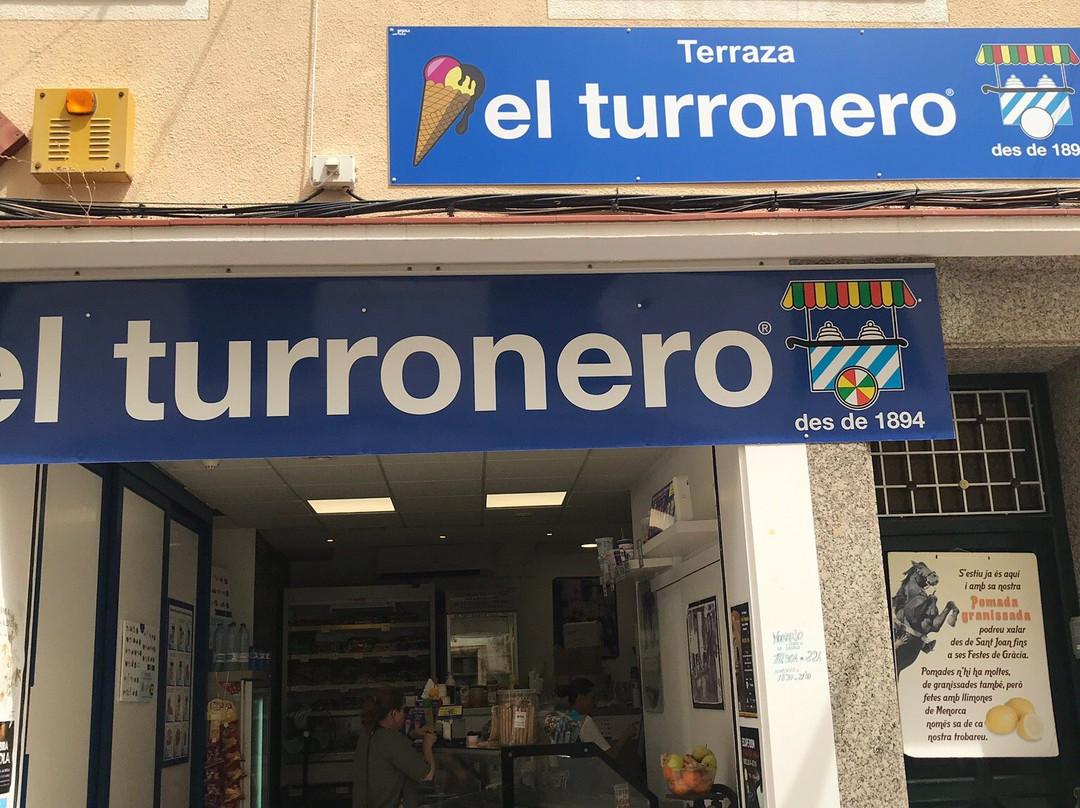 Terraza
el turronero®
des de 189
el turronero®
des de 1894
S'estiu ja és aquí
i amb sa nostra
Pomada
granissada
podreu xalar
des de Sant Joan fins
a ses Festes de Gràcia.
Pomades n'hi ha moltes,
de granissades també, però
fetes amb llimones
de Menorca
només sa de ca
nostra trobareu.